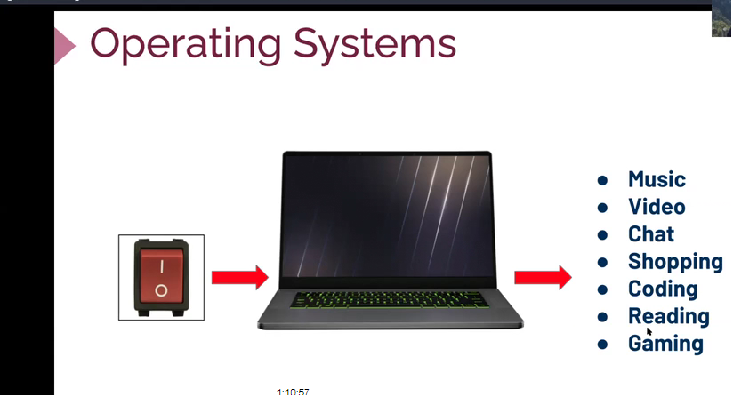 Operating Systems
Music
Video
Chat
Shopping
Coding
Reading
Gaming
I
O
1:10:57